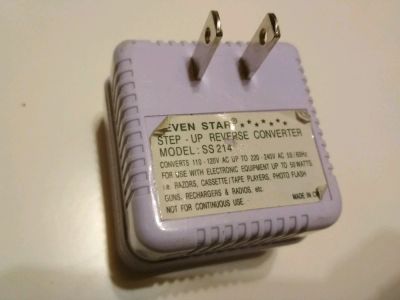 EVEN STAR
STEP - UP REVERSE CONVERTER
MODEL: SS 214
CONVERTS 110 - 120V AC UP TO 220 - 240V AC 50/60Hz
FOR USE WITH ELECTRONIC EQUIPMENT UP TO 50 WATTS
i.e. RAZORS, CASSETTE/TAPE PLAYERS, PHOTO FLASH
GUNS, RECHARGERS & RADIOS, etc.
NOT FOR CONTINUOUS USE.
MADE IN